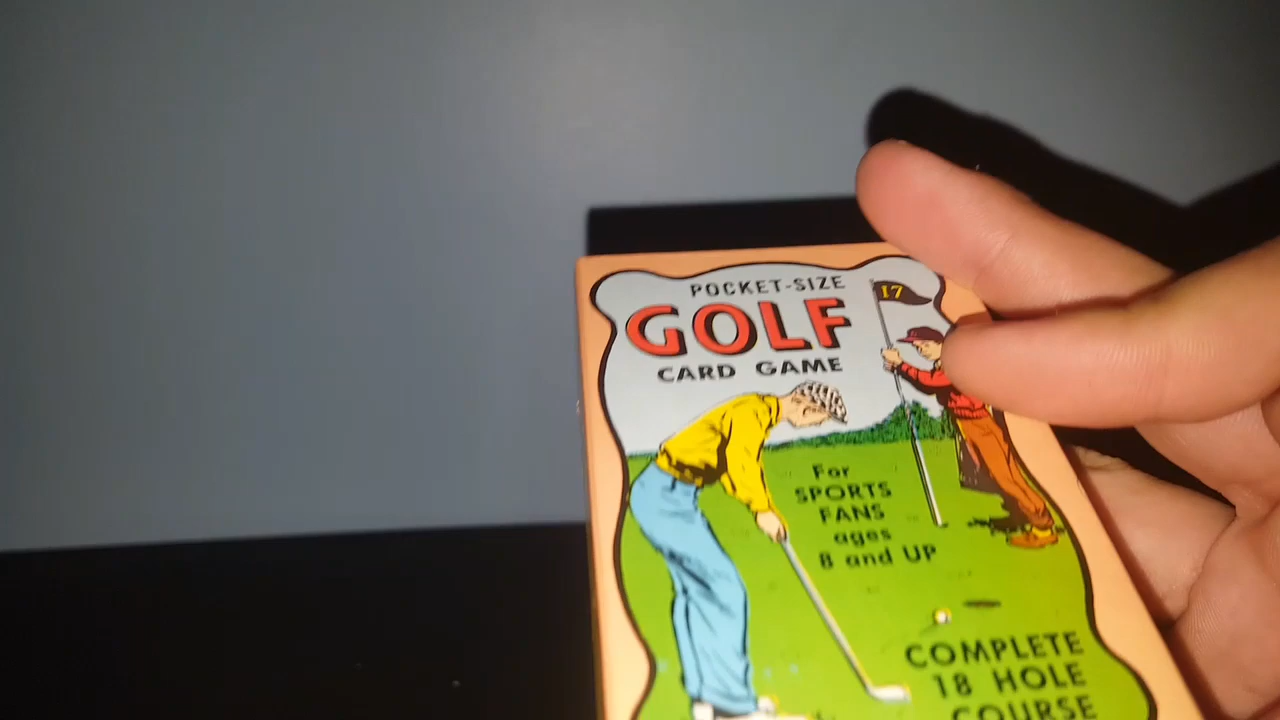 POCKET-SIZE
GOLF
CARD GAME
17
For
SPORTS
FANS
ages
8 and UP
COMPLETE
18 HOLE
COURSE